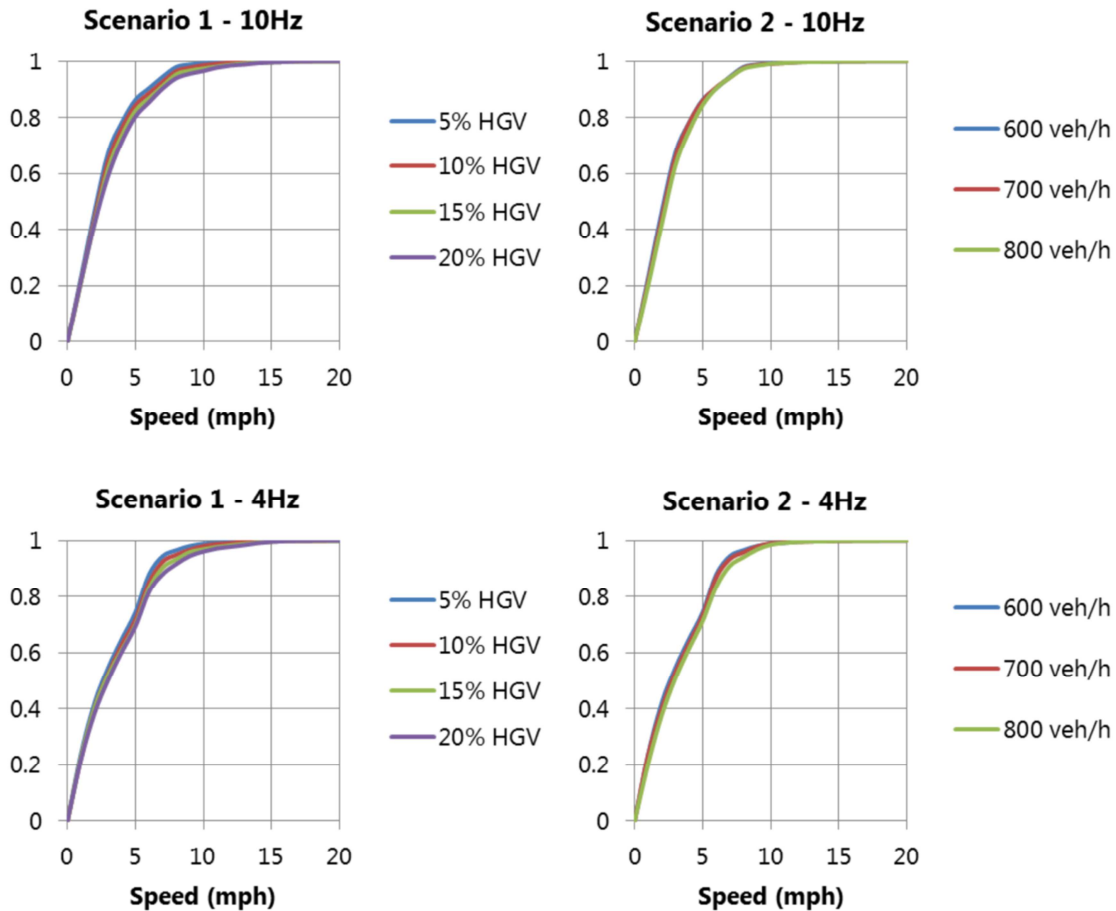 Scenario 1 - 10Hz
1
0.8
0.6
0.4
0.2
0
0 5 10 15 20
Speed (mph)
5% HGV
10% HGV
15% HGV
20% HGV
Scenario 2 - 10Hz
1
0.8
0.6
0.4
0.2
0
0 5 10 15 20
Speed (mph)
600 veh/h
700 veh/h
800 veh/h
Scenario 1 - 4Hz
1
0.8
0.6
0.4
0.2
0
0 5 10 15 20
Speed (mph)
5% HGV
10% HGV
15% HGV
20% HGV
Scenario 2 - 4Hz
1
0.8
0.6
0.4
0.2
0
0 5 10 15 20
Speed (mph)
600 veh/h
700 veh/h
800 veh/h